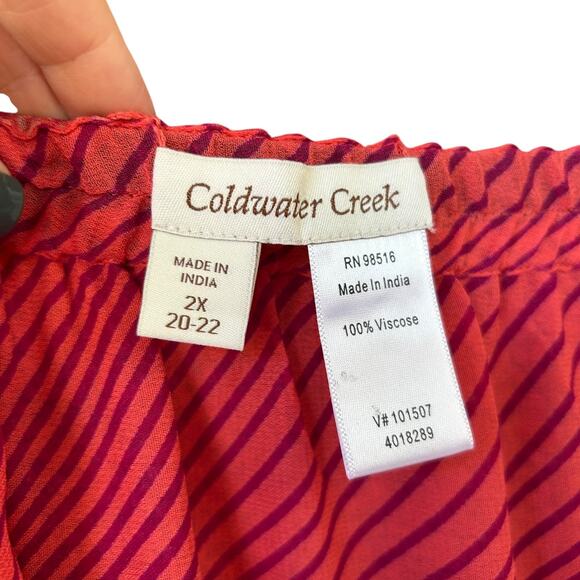 Coldwater Creek
MADE IN
INDIA
2X
20-22
RN 98516
Made In India
100% Viscose
V# 101507
4018289